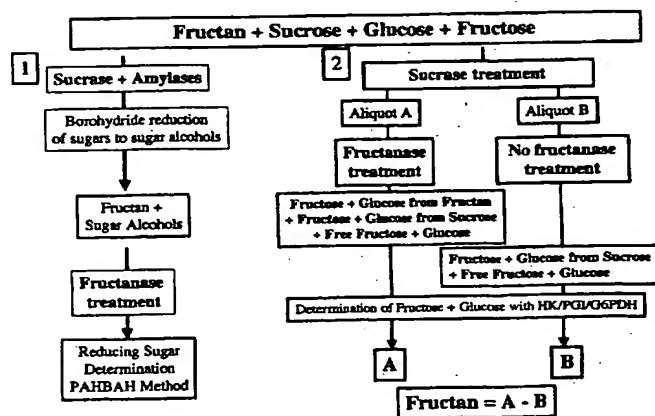 Fructan + Sucrose + Glucose + Fructose
1
Sucrase + Amylases
Borohydride reduction
of sugars to sugar alcohols
Fructan +
Sugar Alcohols
Fructanase
treatment
Reducing Sugar
Determination
PAHBAH Method
2
Sucrase treatment
Aliquot A
Fructanase
treatment
Fructose + Glucose from Fructan
+ Fructose + Glucose from Sucrose
+ Free Fructose + Glucose
Aliquot B
No fructanase
treatment
Fructose + Glucose from Sucrose
+ Free Fructose + Glucose
Determination of Fructose + Glucose with HK/PGI/G6PDH
A
B
Fructan = A - B